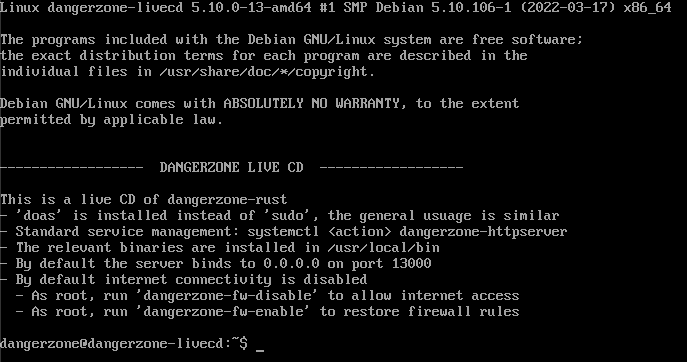 Linux dangerzone-livecd 5.10.0-13-amd64 #1 SMP Debian 5.10.106-1 (2022-03-17) x86_64
The programs included with the Debian GNU/Linux system are free software;
the exact distribution terms for each program are described in the
individual files in /usr/share/doc/*/copyright.
Debian GNU/Linux comes with ABSOLUTELY NO WARRANTY, to the extent
permitted by applicable law.
------------------  DANGERZONE LIVE CD  ------------------
This is a live CD of dangerzone-rust
- 'doas' is installed instead of 'sudo', the general usuage is similar
- Standard service management: systemctl <action> dangerzone-httpserver
- The relevant binaries are installed in /usr/local/bin
- By default the server binds to 0.0.0.0 on port 13000
- By default internet connectivity is disabled
  - As root, run 'dangerzone-fw-disable' to allow internet access
  - As root, run 'dangerzone-fw-enable' to restore firewall rules
dangerzone@dangerzone-livecd:~$ _